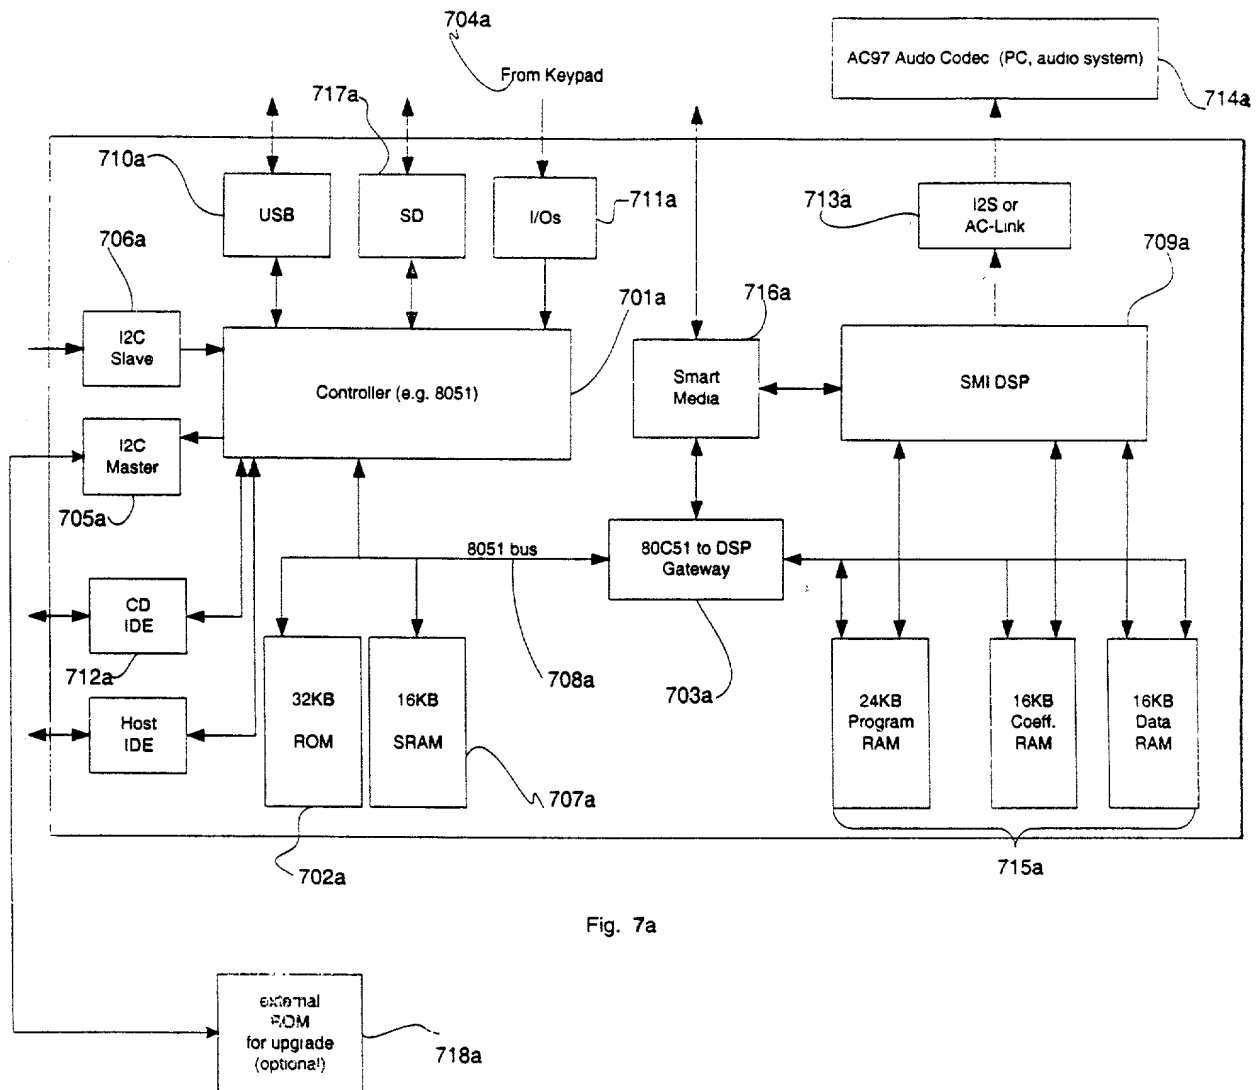 704a
From Keypad
AC97 Audo Codec (PC, audio system)
714a
717a
710a
USB
SD
I/Os
711a
713a
I2S or
AC-Link
706a
709a
I2C
Slave
701a
716a
Controller (e.g. 8051)
Smart
Media
SMI DSP
I2C
Master
705a
8051 bus
80C51 to DSP
Gateway
CD
IDE
712a
708a
703a
Host
IDE
32KB
ROM
16KB
SRAM
24KB
Program
RAM
16KB
Coeff.
RAM
16KB
Data
RAM
707a
702a
715a
Fig. 7a
external
ROM
for upgrade
(optional)
718a